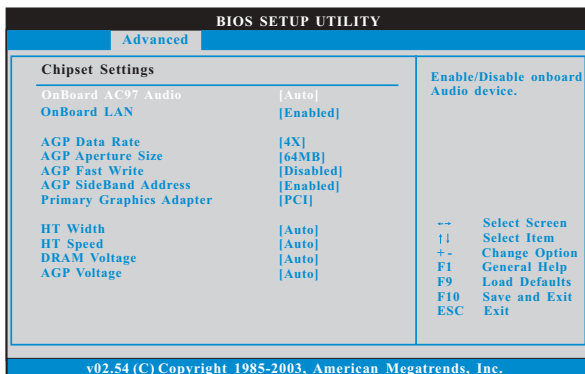 BIOS SETUP UTILITY
Advanced
Chipset Settings
OnBoard AC97 Audio [Auto]
OnBoard LAN [Enabled]
AGP Data Rate [4X]
AGP Aperture Size [64MB]
AGP Fast Write [Disabled]
AGP SideBand Address [Enabled]
Primary Graphics Adapter [PCI]
HT Width [Auto]
HT Speed [Auto]
DRAM Voltage [Auto]
AGP Voltage [Auto]
Enable/Disable onboard
Audio device.
←→ Select Screen
↑↓ Select Item
+ - Change Option
F1 General Help
F9 Load Defaults
F10 Save and Exit
ESC Exit
v02.54 (C) Copyright 1985-2003, American Megatrends, Inc.